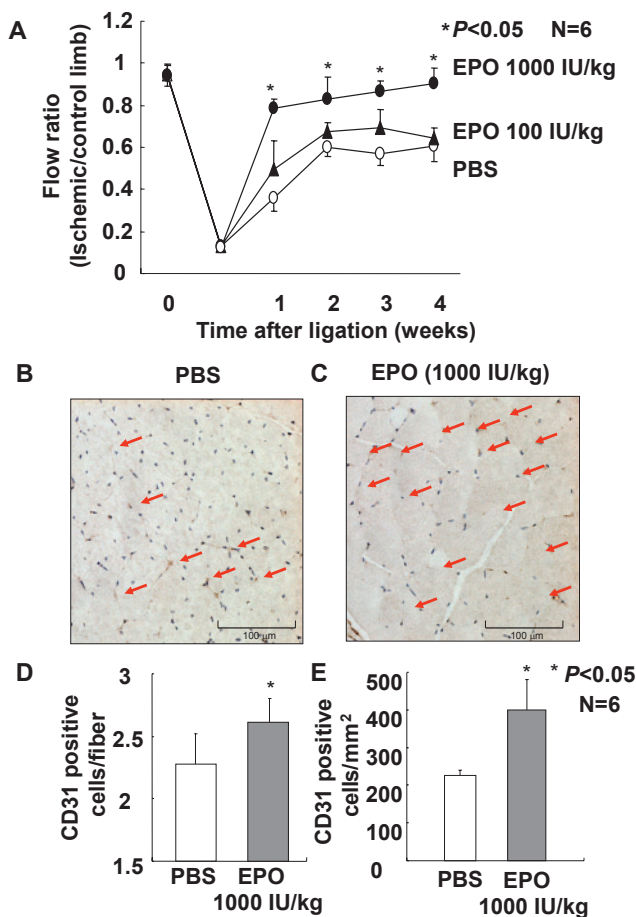 A
*P<0.05 N=6
EPO 1000 IU/kg
EPO 100 IU/kg
PBS
Flow ratio
(Ischemic/control limb)
1.2
1
0.8
0.6
0.4
0.2
0
* * * *
0 1 2 3 4
Time after ligation (weeks)
B PBS
C EPO (1000 IU/kg)
100 μm
100 μm
D
CD31 positive
cells/fiber
3
2.5
2
1.5
*
PBS EPO
1000 IU/kg
E
CD31 positive
cells/mm2
500
400
300
200
100
0
*
* P<0.05
N=6
PBS EPO
1000 IU/kg